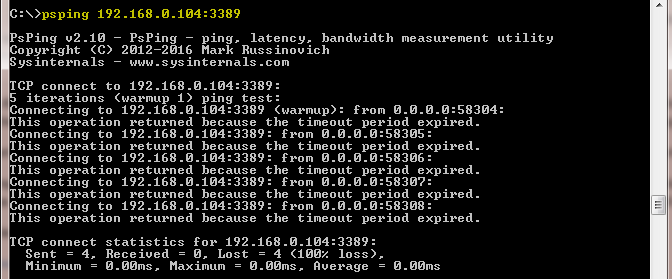 C:\>psping 192.168.0.104:3389
PsPing v2.10 - PsPing - ping, latency, bandwidth measurement utility
Copyright (C) 2012-2016 Mark Russinovich
Sysinternals - www.sysinternals.com
TCP connect to 192.168.0.104:3389:
5 iterations (warmup 1) ping test:
Connecting to 192.168.0.104:3389 (warmup): from 0.0.0.0:58304:
This operation returned because the timeout period expired.
Connecting to 192.168.0.104:3389: from 0.0.0.0:58305:
This operation returned because the timeout period expired.
Connecting to 192.168.0.104:3389: from 0.0.0.0:58306:
This operation returned because the timeout period expired.
Connecting to 192.168.0.104:3389: from 0.0.0.0:58307:
This operation returned because the timeout period expired.
Connecting to 192.168.0.104:3389: from 0.0.0.0:58308:
This operation returned because the timeout period expired.
TCP connect statistics for 192.168.0.104:3389:
Sent = 4, Received = 0, Lost = 4 (100% loss),
Minimum = 0.00ms, Maximum = 0.00ms, Average = 0.00ms